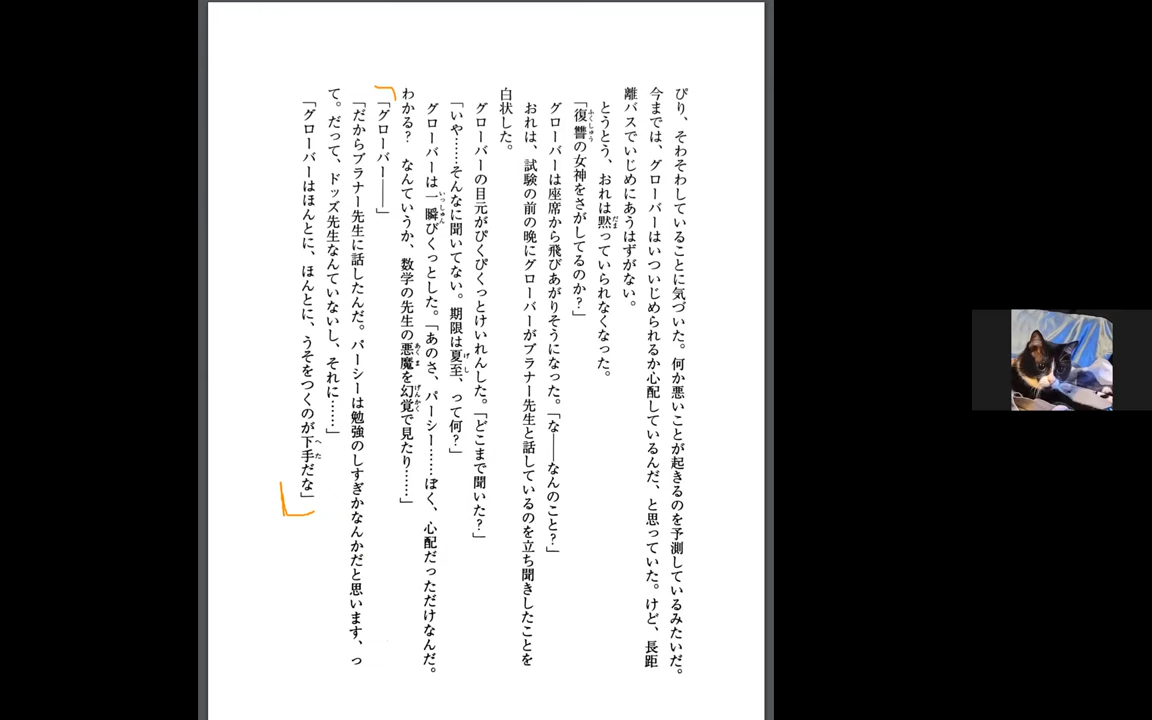 ぴり、そわそわしていることに気づいた。何か悪いことが起きるのを予測しているみたいだ。
今までは、グローバーはいついじめられるか心配しているんだ、と思っていた。けど、長距
離バスでいじめにあうはずがない。
とうとう、おれは黙っていられなくなった。
「復讐の女神をさがしてるのか?」
グローバーは座席から飛びあがりそうになった。「な――なんのこと?」
おれは、試験の前の晩にグローバーがブラナー先生と話しているのを立ち聞きしたことを
白状した。
グローバーの目元がぴくぴくっとけいれんした。「どこまで聞いた?」
「いや……そんなに聞いてない。期限は夏至、って何?」
グローバーは一瞬びくっとした。「あのさ、パーシー……ぼく、心配だっただけなんだ。
わかる? なんていうか、数学の先生の悪魔を幻覚で見たり……」
「グローバー――」
「だからブラナー先生に話したんだ。パーシーは勉強のしすぎかなんかだと思います、っ
て。だって、ドッズ先生なんていないし、それに……」
「グローバーはほんとに、ほんとに、うそをつくのが下手だな」